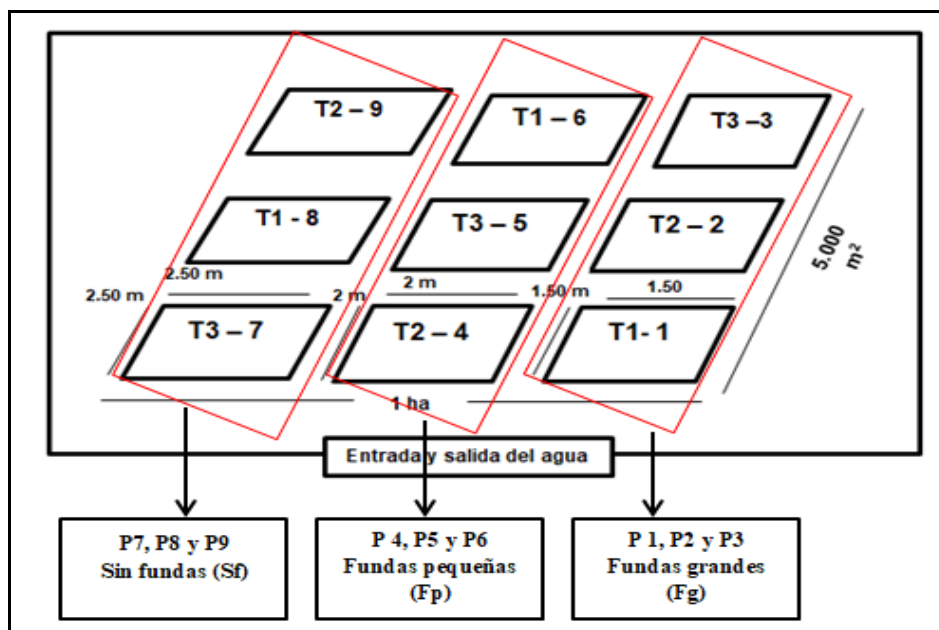 T2 – 9
T1 – 6
T3 –3
T1 - 8
T3 – 5
T2 – 2
5.000
m²
2.50 m
2.50 m
2 m
2 m
1.50 m
1.50
T3 – 7
T2 – 4
T1- 1
1 ha
Entrada y salida del agua
P7, P8 y P9
Sin fundas (Sf)
P 4, P5 y P6
Fundas pequeñas
(Fp)
P 1, P2 y P3
Fundas grandes
(Fg)